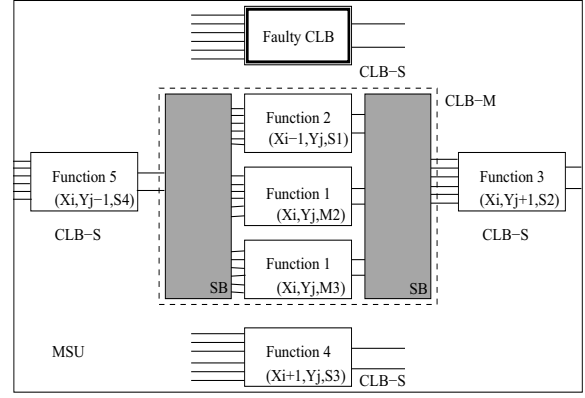 Faulty CLB
CLB−S
CLB−M
Function 2
(Xi−1,Yj,S1)
Function 5
(Xi,Yj−1,S4)
CLB−S
Function 1
(Xi,Yj,M2)
Function 3
(Xi,Yj+1,S2)
CLB−S
Function 1
(Xi,Yj,M3)
SB
SB
MSU
Function 4
(Xi+1,Yj,S3)
CLB−S